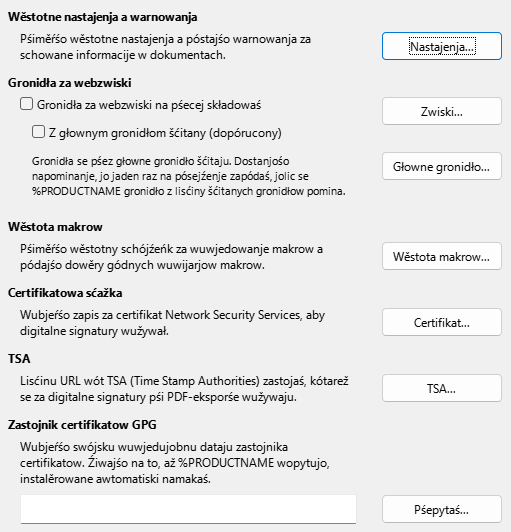 Wěstotne nastajenja a warnowanja
Pśiměŕśo wěstotne nastajenja a póstajśo warnowanja za
schowane informacije w dokumentach.
Nastajenja...
Gronidła za webzwiski
Gronidła za webzwiski na pśecej składowaś
Zwiski...
Z głownym gronidłom šćitany (dopórucony)
Gronidła se pśez głowne gronidło šćitaju. Dostanjośo
napominanje, jo jaden raz na pósejźenje zapódaś, jolic se
%PRODUCTNAME gronidło z lisćiny šćitanych gronidłow pomina.
Głowne gronidło...
Wěstota makrow
Pśiměŕśo wěstotny schójźeńk za wuwjedowanje makrow a
pódajśo dowěry gódnych wuwijarjow makrow.
Wěstota makrow...
Certifikatowa sćažka
Wubjeŕśo zapis za certifikat Network Security Services, aby
digitalne signatury wužywał.
Certifikat...
TSA
Lisćinu URL wót TSA (Time Stamp Authorities) zastojaś, kótarež
se za digitalne signatury pśi PDF-eksporśe wužywaju.
TSA...
Zastojnik certifikatow GPG
Wubjeŕśo swójsku wuwjedujobnu dataju zastojnika
certifikatow. Źiwajśo na to, až %PRODUCTNAME wopytujo,
instalěrowane awtomatiski namakaś.
Pśepytaś...